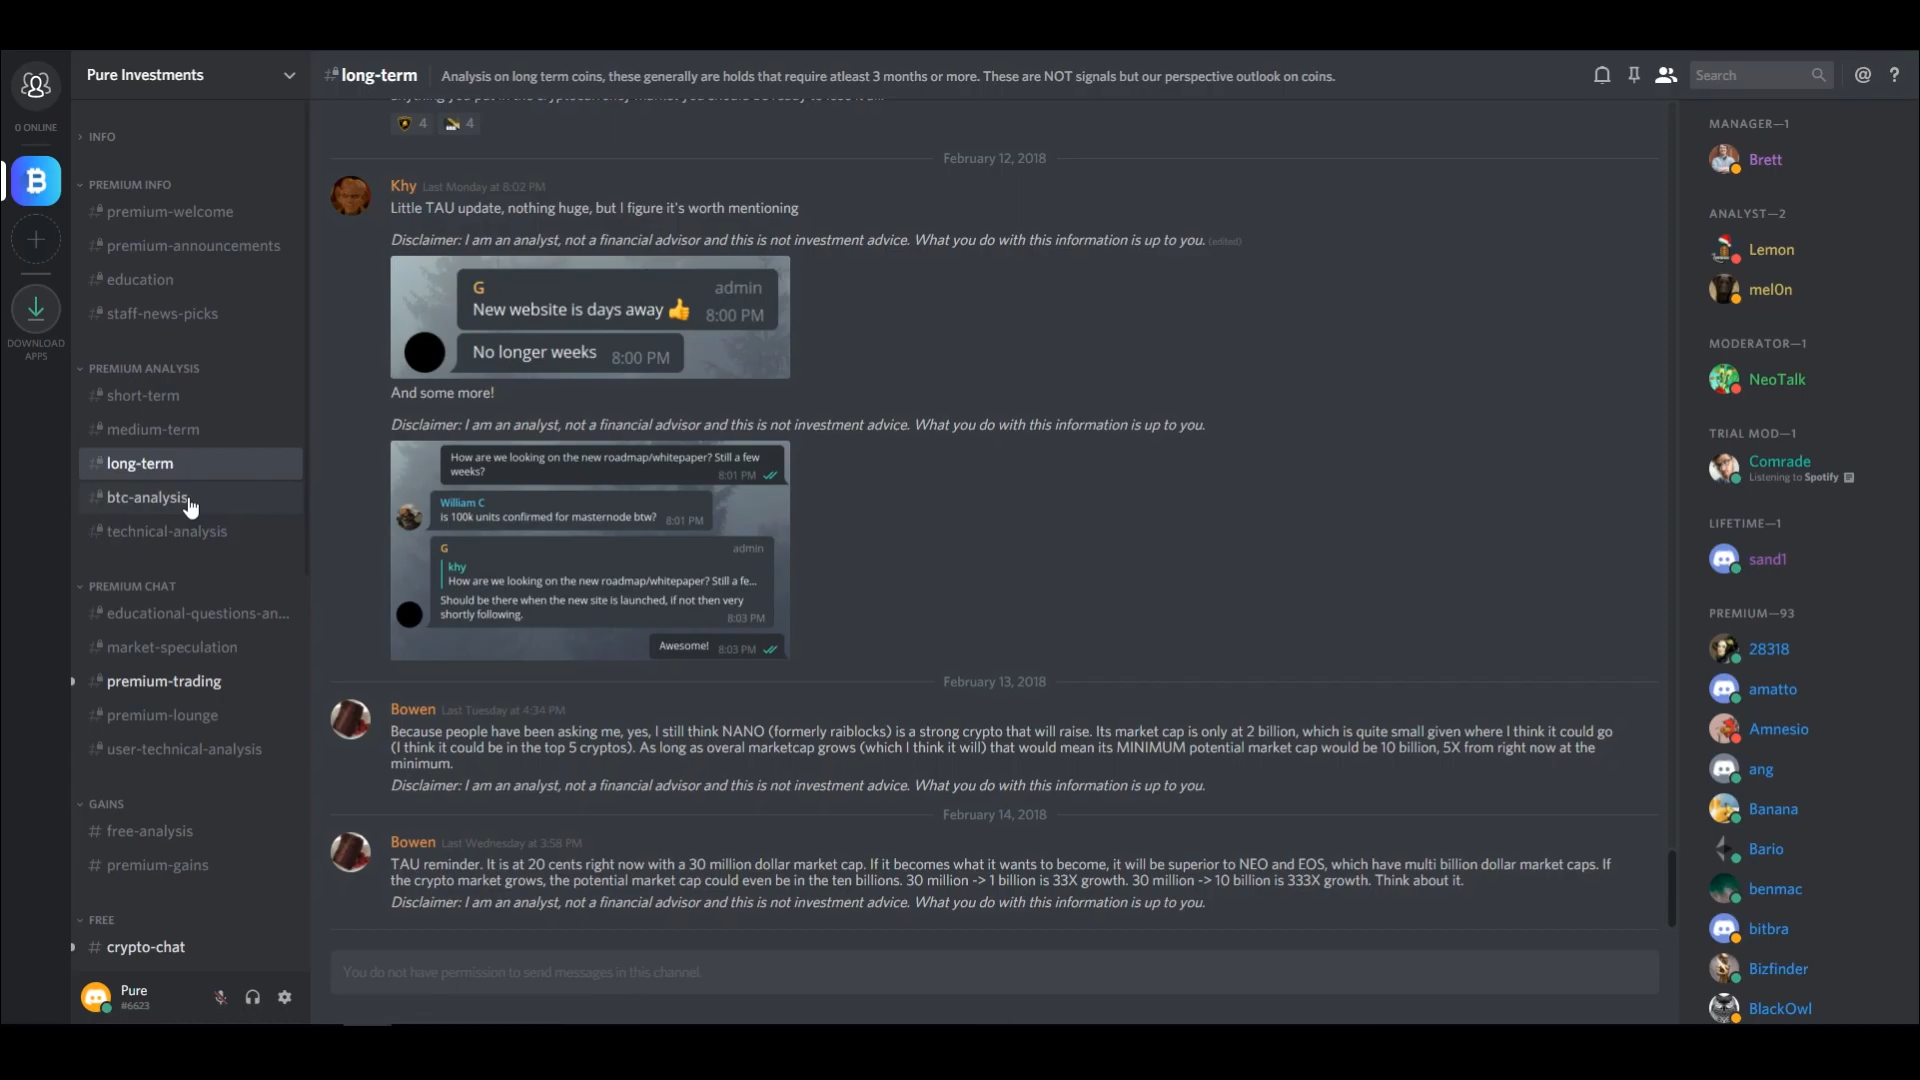 Pure Investments
long-term
Analysis on long term coins, these generally are holds that require atleast 3 months or more. These are NOT signals but our perspective outlook on coins.
Search
@
?
0 ONLINE
DOWNLOAD
APPS
INFO
PREMIUM INFO
premium-welcome
premium-announcements
education
staff-news-picks
PREMIUM ANALYSIS
short-term
medium-term
long-term
btc-analysis
technical-analysis
PREMIUM CHAT
educational-questions-an...
market-speculation
premium-trading
premium-lounge
user-technical-analysis
GAINS
# free-analysis
# premium-gains
FREE
# crypto-chat
Pure
#6623
4
4
February 12, 2018
Khy Last Monday at 8:02 PM
Little TAU update, nothing huge, but I figure it's worth mentioning
Disclaimer: I am an analyst, not a financial advisor and this is not investment advice. What you do with this information is up to you. (edited)
G admin
New website is days away 👍 8:00 PM
No longer weeks 8:00 PM
And some more!
Disclaimer: I am an analyst, not a financial advisor and this is not investment advice. What you do with this information is up to you.
How are we looking on the new roadmap/whitepaper? Still a few
weeks?
8:01 PM
William C
is 100k units confirmed for masternode btw? 8:01 PM
G admin
khy
How are we looking on the new roadmap/whitepaper? Still a fe...
Should be there when the new site is launched, if not then very
shortly following.
8:03 PM
Awesome! 8:03 PM
February 13, 2018
Bowen Last Tuesday at 4:34 PM
Because people have been asking me, yes, I still think NANO (formerly raiblocks) is a strong crypto that will raise. Its market cap is only at 2 billion, which is quite small given where I think it could go
(I think it could be in the top 5 cryptos). As long as overal marketcap grows (which I think it will) that would mean its MINIMUM potential market cap would be 10 billion, 5X from right now at the
minimum.
Disclaimer: I am an analyst, not a financial advisor and this is not investment advice. What you do with this information is up to you.
February 14, 2018
Bowen Last Wednesday at 3:58 PM
TAU reminder. It is at 20 cents right now with a 30 million dollar market cap. If it becomes what it wants to become, it will be superior to NEO and EOS, which have multi billion dollar market caps. If
the crypto market grows, the potential market cap could even be in the ten billions. 30 million -> 1 billion is 33X growth. 30 million -> 10 billion is 333X growth. Think about it.
Disclaimer: I am an analyst, not a financial advisor and this is not investment advice. What you do with this information is up to you.
You do not have permission to send messages in this channel.
MANAGER—1
Brett
ANALYST—2
Lemon
mel0n
MODERATOR—1
NeoTalk
TRIAL MOD—1
Comrade
Listening to Spotify
LIFETIME—1
sand1
PREMIUM—93
28318
amatto
Amnesio
ang
Banana
Bario
benmac
bitbra
Bizfinder
BlackOwl